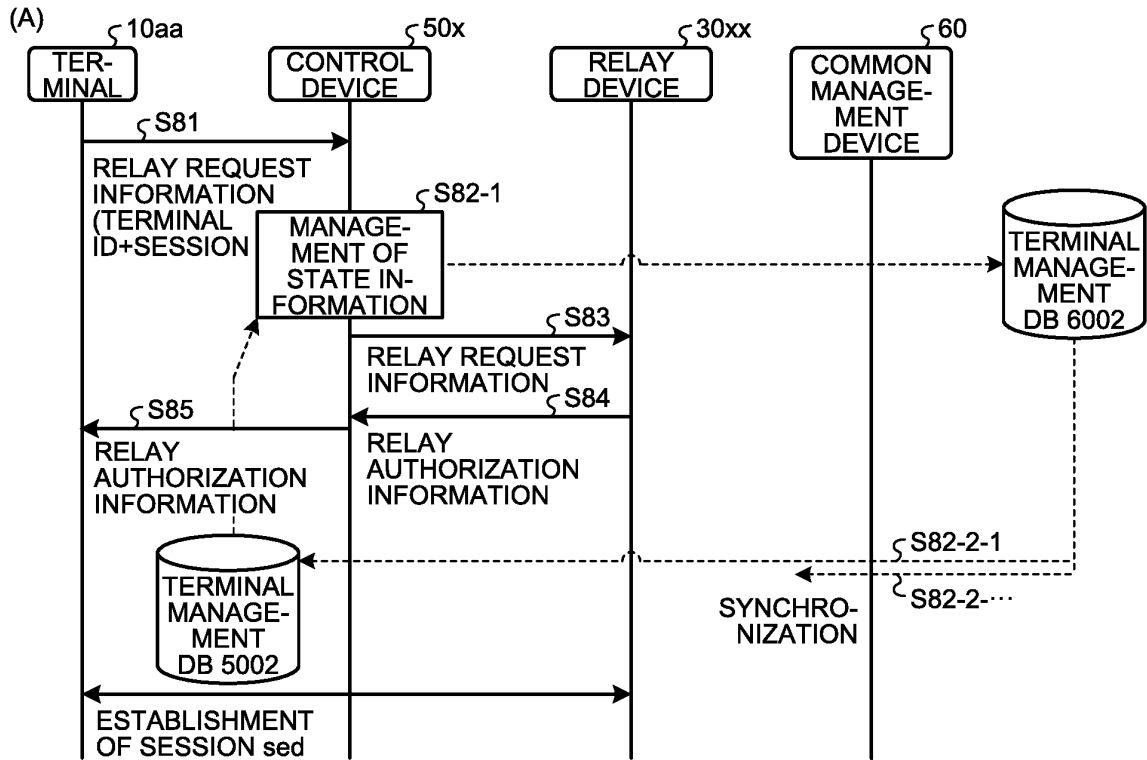 (A)
10aa
50x
30xx
60
TER-
MINAL
CONTROL
DEVICE
RELAY
DEVICE
COMMON
MANAGE-
MENT
DEVICE
S81
RELAY REQUEST
INFORMATION
(TERMINAL
ID+SESSION
S82-1
MANAGE-
MENT OF
STATE IN-
FORMATION
TERMINAL
MANAGE-
MENT
DB 6002
S83
RELAY REQUEST
INFORMATION
S84
RELAY
AUTHORIZATION
INFORMATION
S85
RELAY
AUTHORIZATION
INFORMATION
S82-2-1
S82-2-···
SYNCHRO-
NIZATION
TERMINAL
MANAGE-
MENT
DB 5002
ESTABLISHMENT
OF SESSION sed